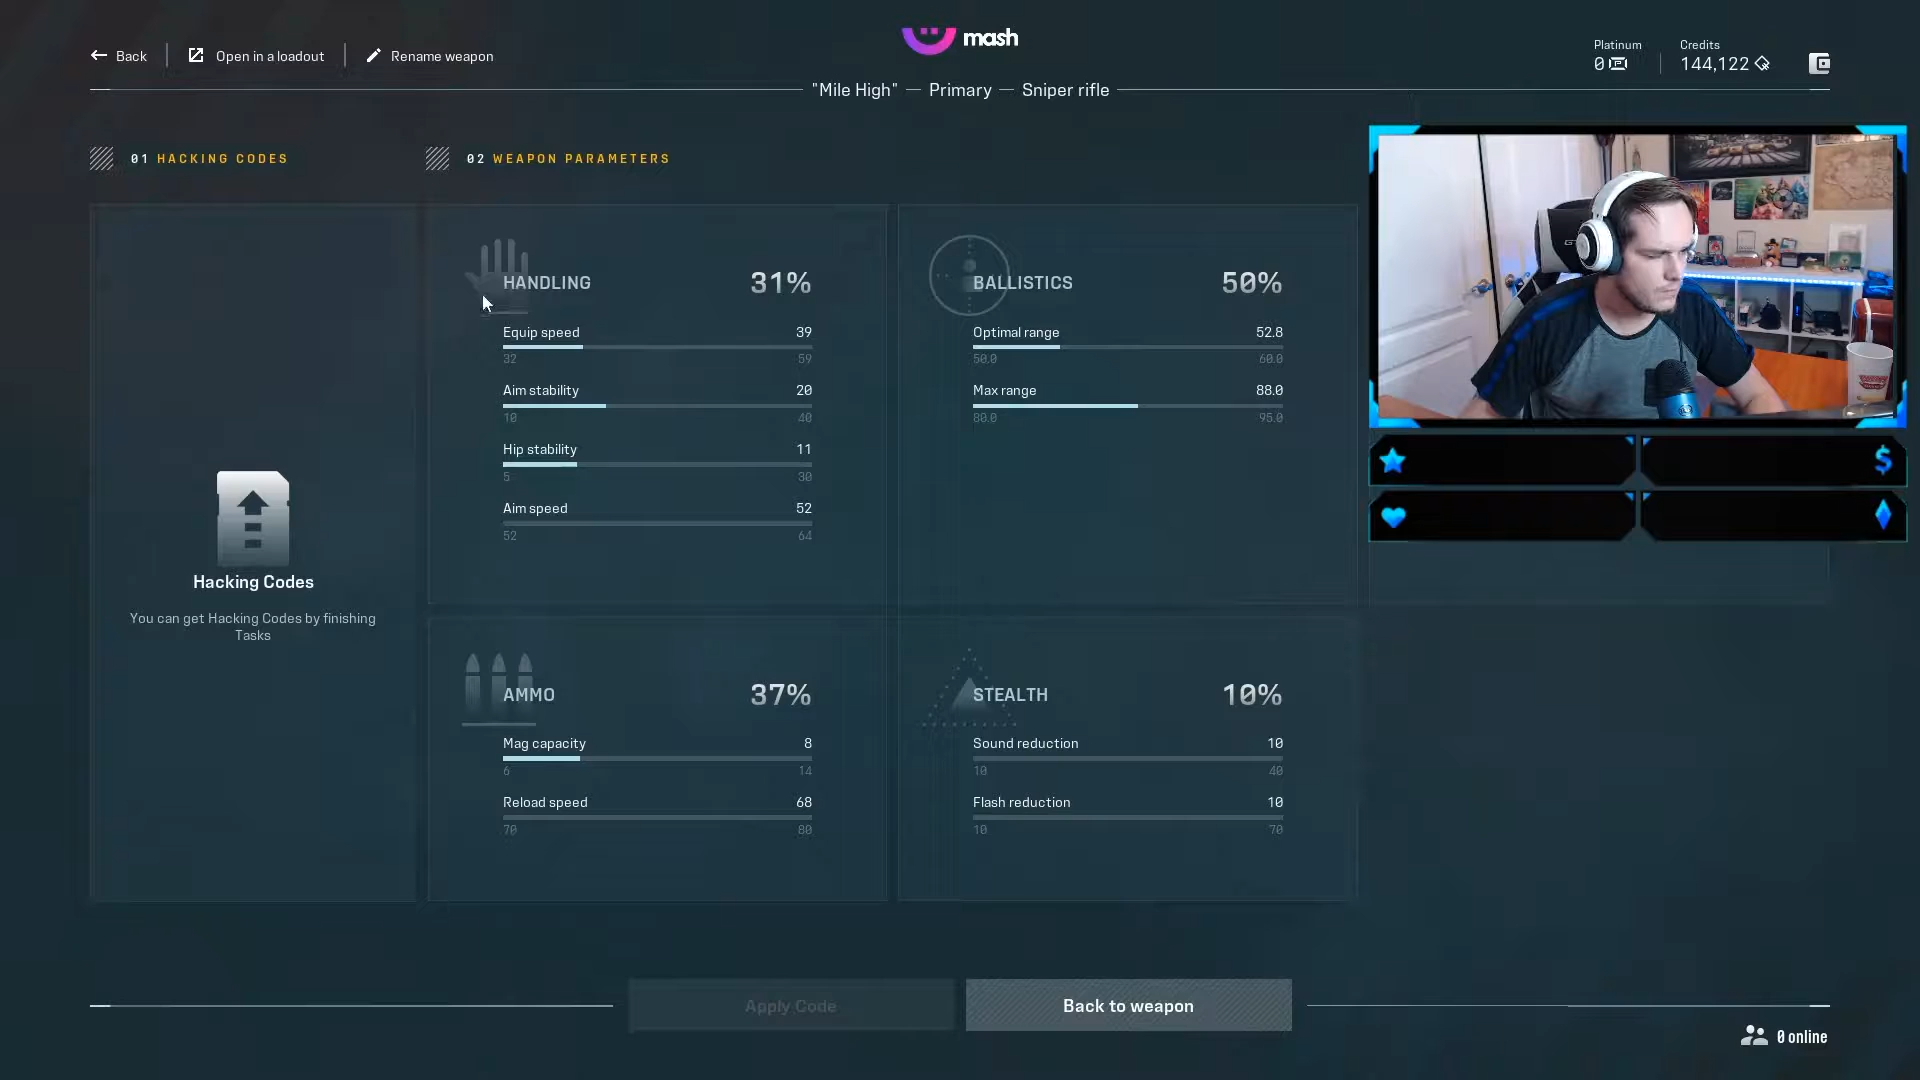 Back
Open in a loadout
Rename weapon
mash
Platinum
0
Credits
144,122
"Mile High" — Primary — Sniper rifle
01 HACKING CODES
02 WEAPON PARAMETERS
Hacking Codes
You can get Hacking Codes by finishing
Tasks
HANDLING 31%
Equip speed 39
32 59
Aim stability 20
10 40
Hip stability 11
5 30
Aim speed 52
52 64
BALLISTICS 50%
Optimal range 52.8
50.0 60.0
Max range 88.0
80.0 95.0
AMMO 37%
Mag capacity 8
6 14
Reload speed 68
70 80
STEALTH 10%
Sound reduction 10
10 40
Flash reduction 10
10 70
$
Apply Code
Back to weapon
0 online